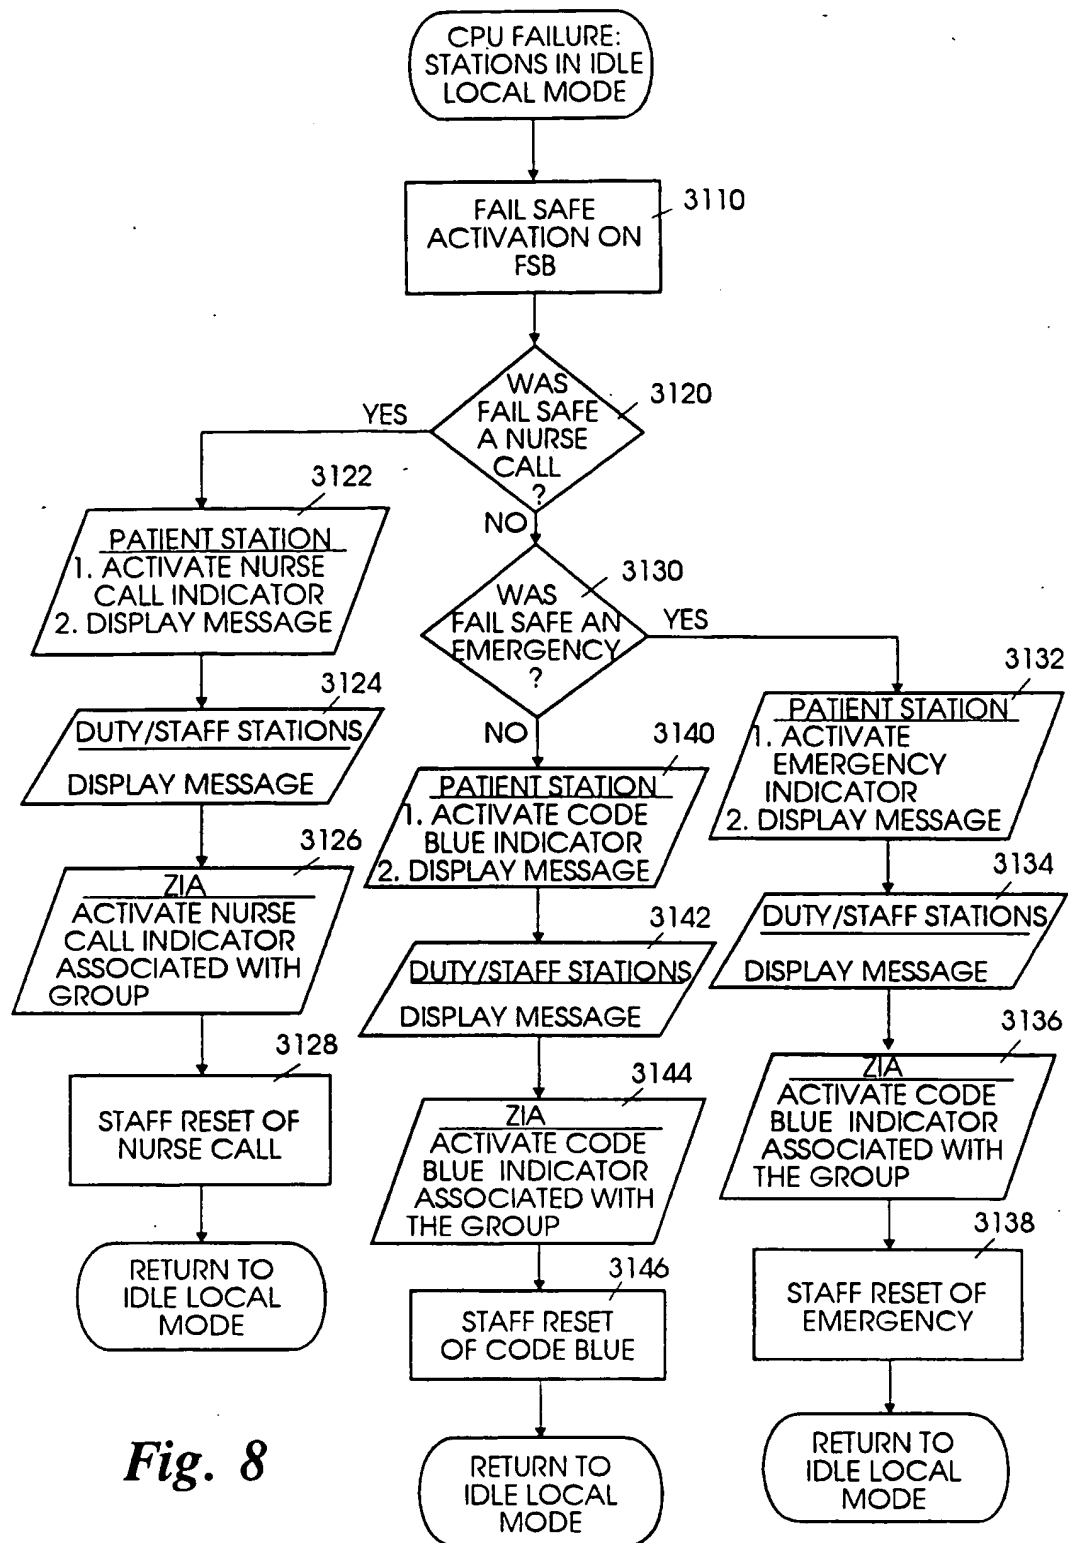 CPU FAILURE:
STATIONS IN IDLE
LOCAL MODE
3110
FAIL SAFE
ACTIVATION ON
FSB
3120
WAS
FAIL SAFE
A NURSE
CALL
?
YES
NO
3122
PATIENT STATION
1. ACTIVATE NURSE
CALL INDICATOR
2. DISPLAY MESSAGE
3124
DUTY/STAFF STATIONS
DISPLAY MESSAGE
3126
ZIA
ACTIVATE NURSE
CALL INDICATOR
ASSOCIATED WITH
GROUP
3128
STAFF RESET OF
NURSE CALL
RETURN TO
IDLE LOCAL
MODE
3130
WAS
FAIL SAFE AN
EMERGENCY
?
YES
NO
3140
PATIENT STATION
1. ACTIVATE CODE
BLUE INDICATOR
2. DISPLAY MESSAGE
3142
DUTY/STAFF STATIONS
DISPLAY MESSAGE
3144
ZIA
ACTIVATE CODE
BLUE INDICATOR
ASSOCIATED WITH
THE GROUP
3146
STAFF RESET
OF CODE BLUE
RETURN TO
IDLE LOCAL
MODE
3132
PATIENT STATION
1. ACTIVATE
EMERGENCY
INDICATOR
2. DISPLAY MESSAGE
3134
DUTY/STAFF STATIONS
DISPLAY MESSAGE
3136
ZIA
ACTIVATE CODE
BLUE INDICATOR
ASSOCIATED WITH
THE GROUP
3138
STAFF RESET OF
EMERGENCY
RETURN TO
IDLE LOCAL
MODE
Fig. 8